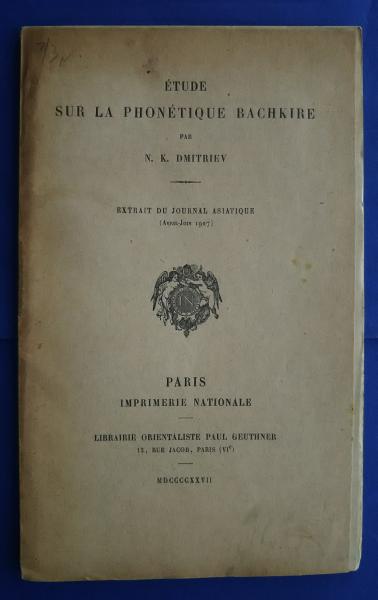 ÉTUDE
SUR LA PHONÉTIQUE BACHKIRE
PAR
N. K. DMITRIEV
EXTRAIT DU JOURNAL ASIATIQUE
(AVRIL-JUIN 1927)
PARIS
IMPRIMERIE NATIONALE
LIBRAIRIE ORIENTALISTE PAUL GEUTHNER
13, RUE JACOB, PARIS (VIᵉ)
MDCCCCXXVII